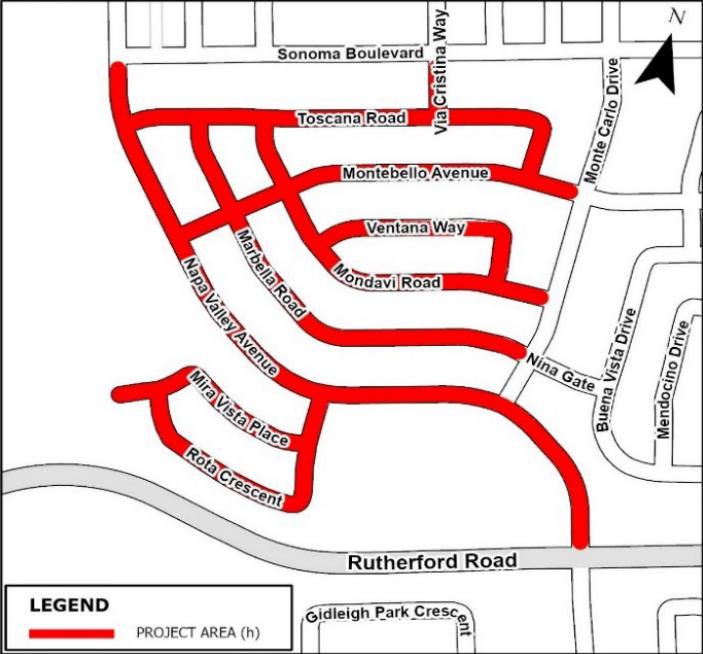 N
Sonoma Boulevard
Via Cristina Way
Monte Carlo Drive
Toscana Road
Montebello Avenue
Ventana Way
Marbella Road
Mondavi Road
Napa Valley Avenue
Nina Gate
Buena Vista Drive
Mendocino Drive
Mira Vista Place
Rota Crescent
Rutherford Road
LEGEND
PROJECT AREA (h)
Gidleigh Park Crescent